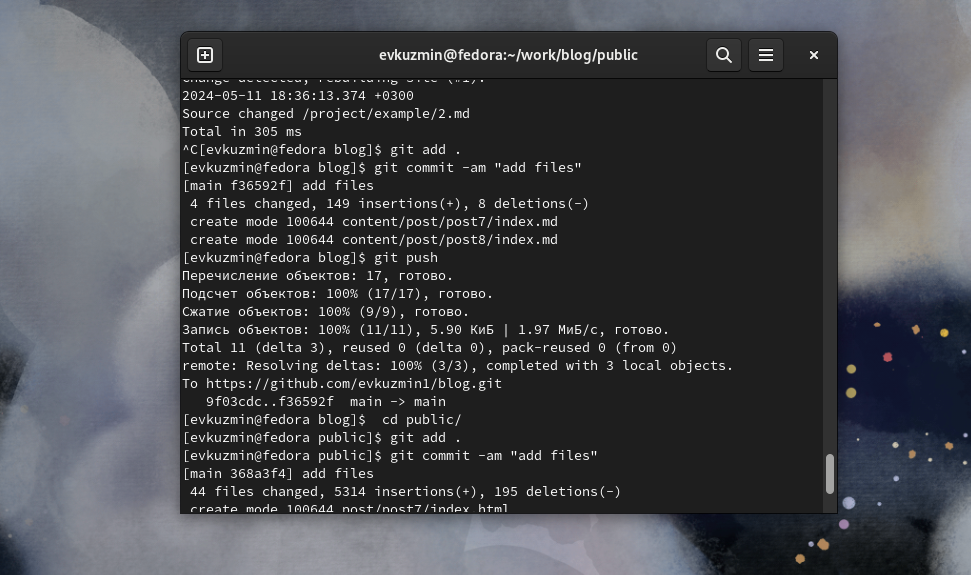 evkuzmin@fedora:~/work/blog/public
Change detected, rebuilding site (#1).
2024-05-11 18:36:13.374 +0300
Source changed /project/example/2.md
Total in 305 ms
^C[evkuzmin@fedora blog]$ git add .
[evkuzmin@fedora blog]$ git commit -am "add files"
[main f36592f] add files
 4 files changed, 149 insertions(+), 8 deletions(-)
 create mode 100644 content/post/post7/index.md
 create mode 100644 content/post/post8/index.md
[evkuzmin@fedora blog]$ git push
Перечисление объектов: 17, готово.
Подсчет объектов: 100% (17/17), готово.
Сжатие объектов: 100% (9/9), готово.
Запись объектов: 100% (11/11), 5.90 КиБ | 1.97 МиБ/с, готово.
Total 11 (delta 3), reused 0 (delta 0), pack-reused 0 (from 0)
remote: Resolving deltas: 100% (3/3), completed with 3 local objects.
To https://github.com/evkuzmin1/blog.git
   9f03cdc..f36592f  main -> main
[evkuzmin@fedora blog]$  cd public/
[evkuzmin@fedora public]$ git add .
[evkuzmin@fedora public]$ git commit -am "add files"
[main 368a3f4] add files
 44 files changed, 5314 insertions(+), 195 deletions(-)
 create mode 100644 post/post7/index.html